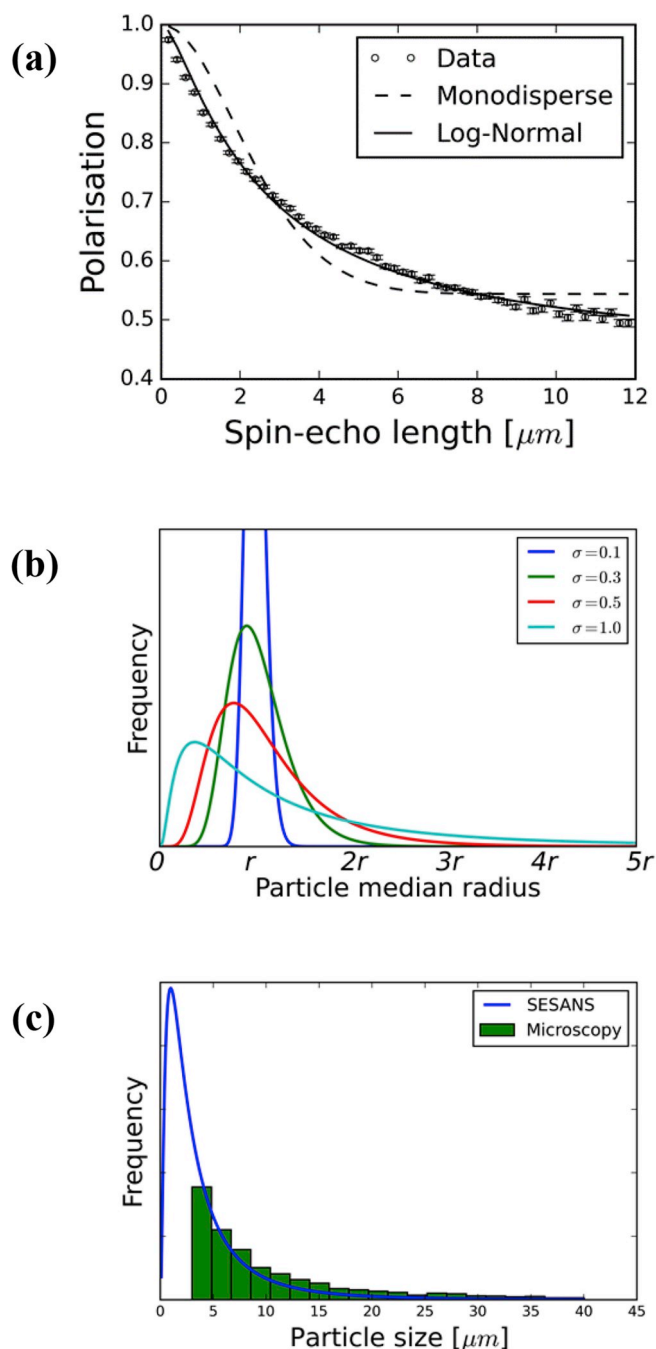 (a)
1.0
0.9
0.8
0.7
0.6
0.5
0.4
Polarisation
Data
Monodisperse
Log-Normal
0 2 4 6 8 10 12
Spin-echo length [μm]
(b)
Frequency
σ=0.1
σ=0.3
σ=0.5
σ=1.0
0 r 2r 3r 4r 5r
Particle median radius
(c)
Frequency
SESANS
Microscopy
0 5 10 15 20 25 30 35 40 45
Particle size [μm]